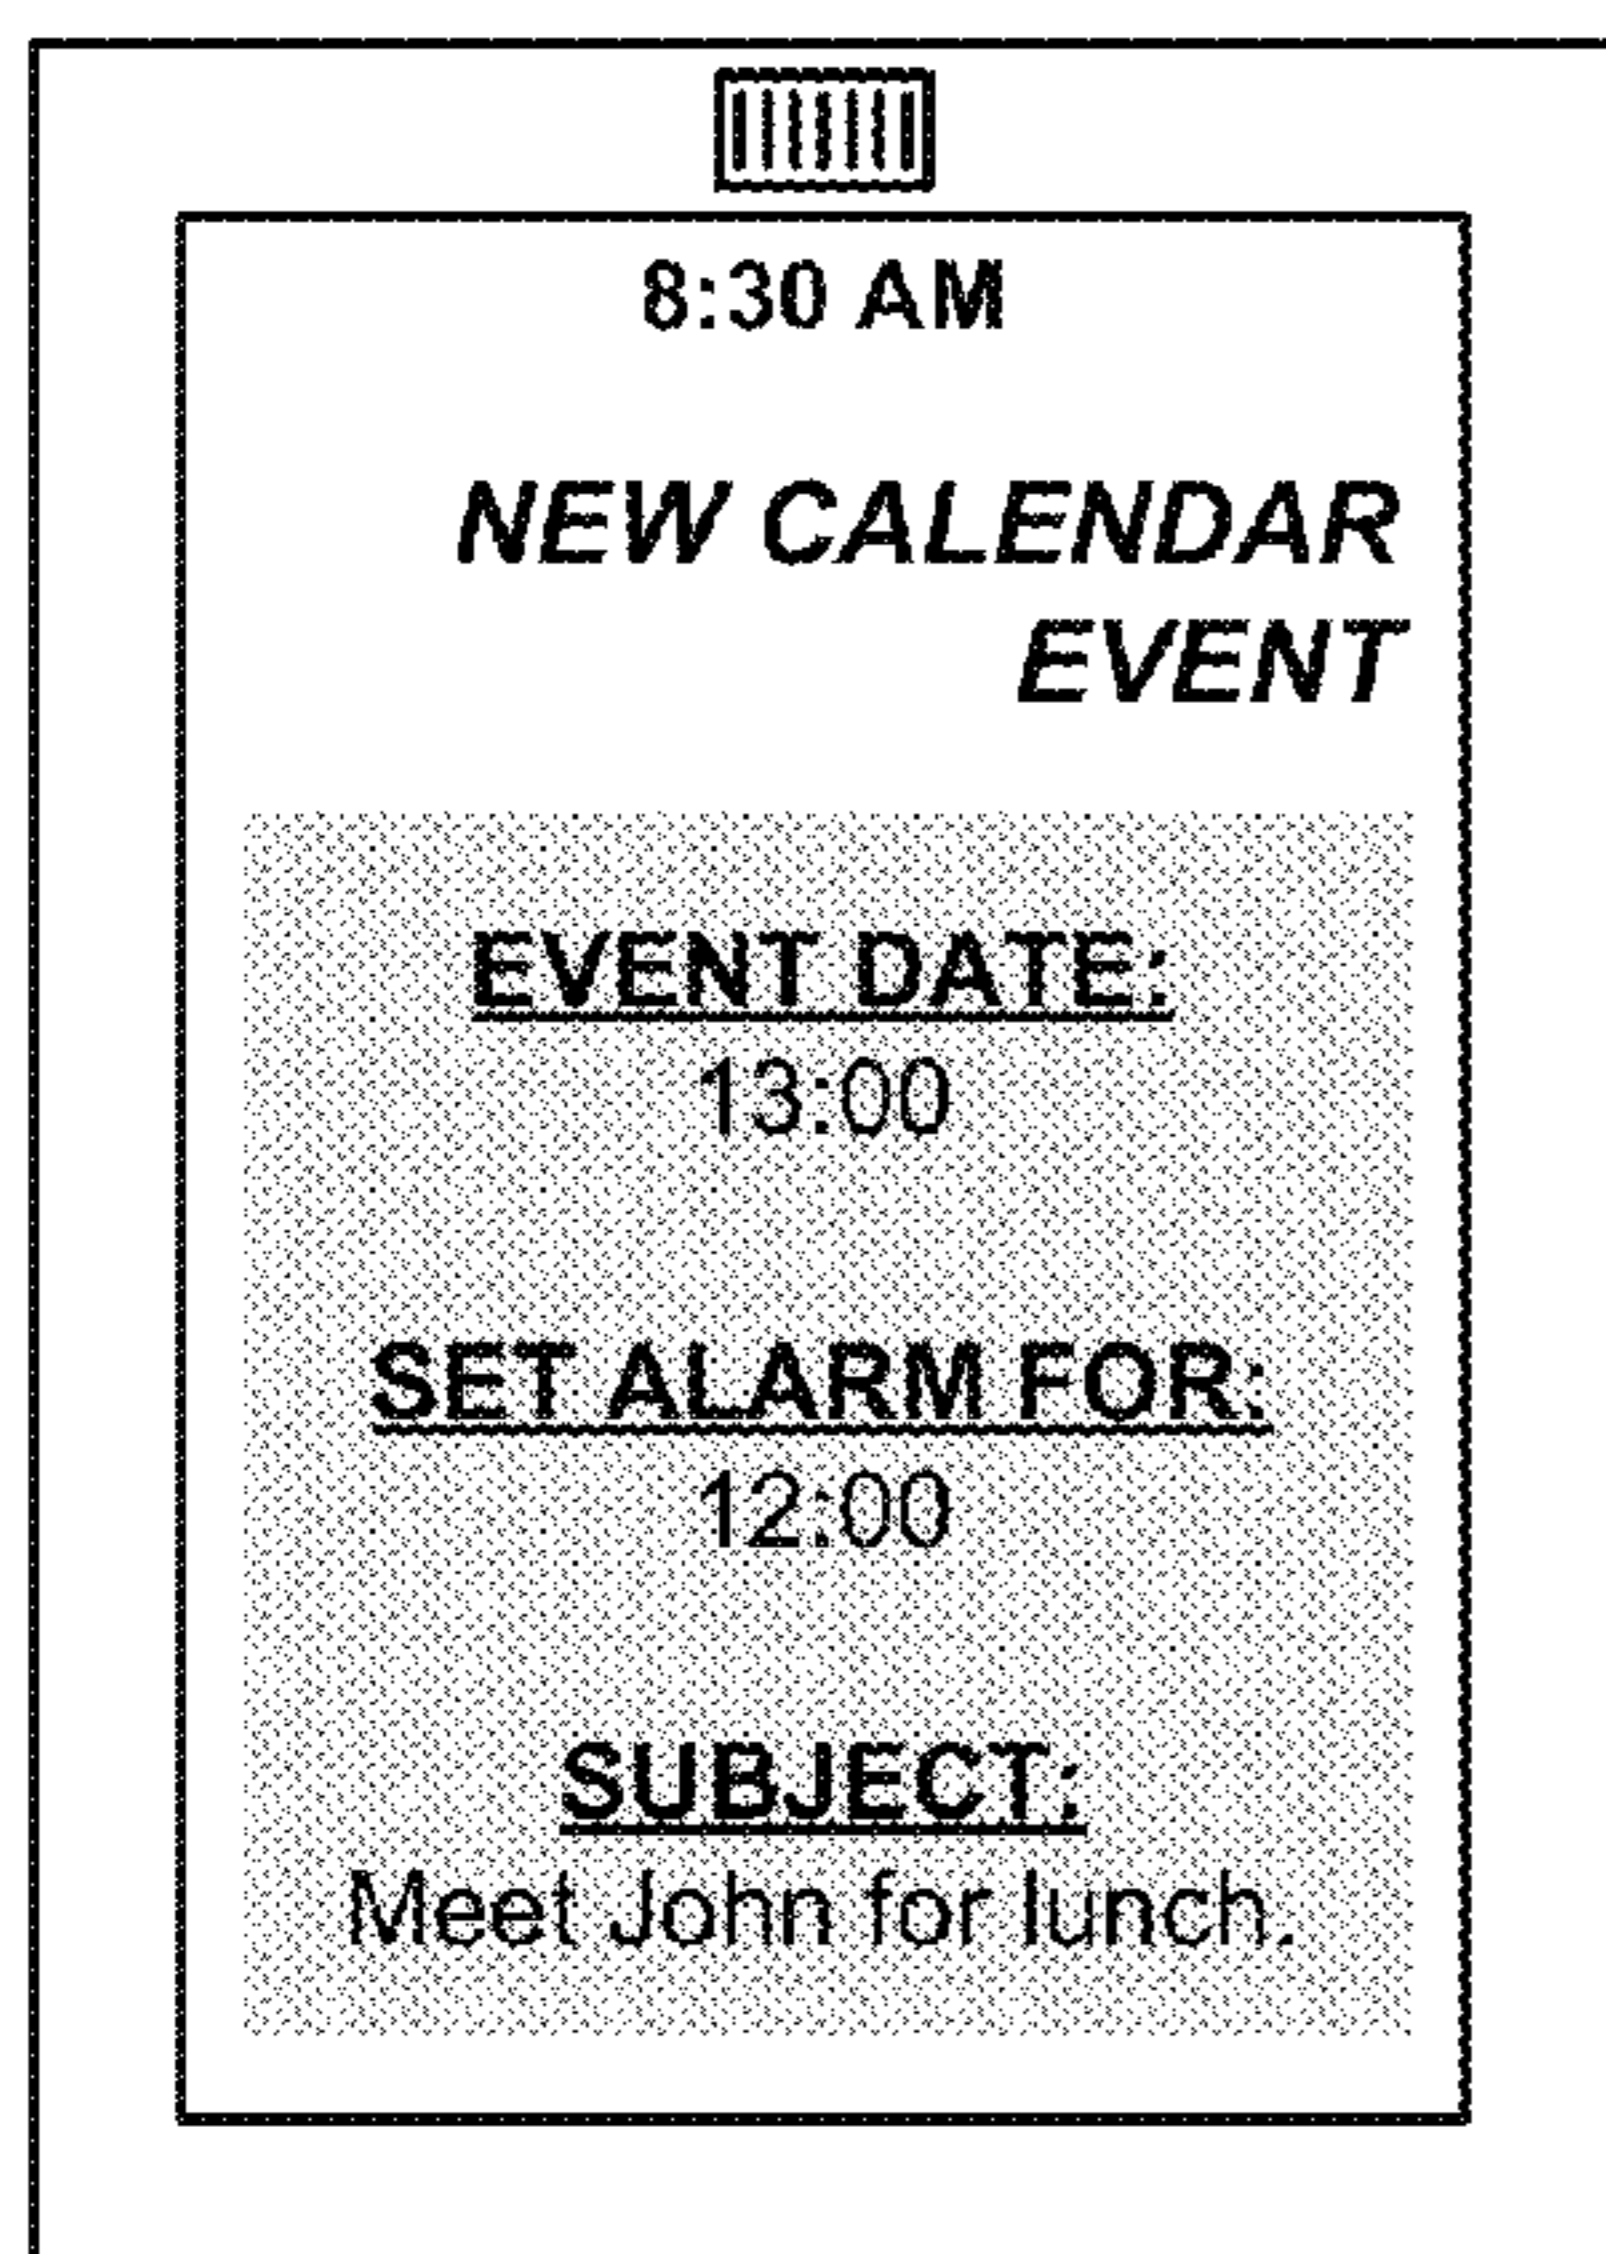 8:30 AM
NEW CALENDAR
EVENT
EVENT DATE:
13:00
SET ALARM FOR:
12:00
SUBJECT:
Meet John for lunch.